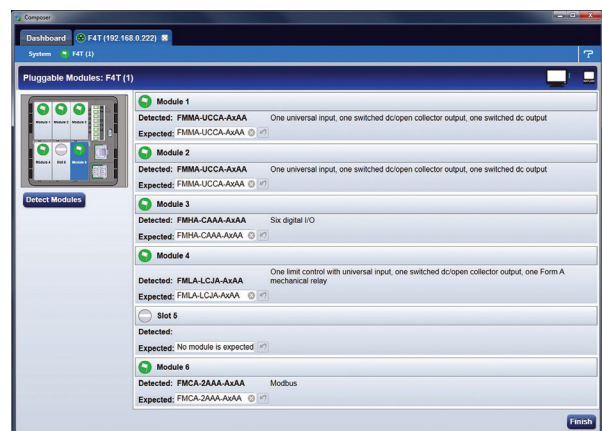 Composer
Dashboard F4T (192.168.0.222)
System F4T (1)
?
Pluggable Modules: F4T (1)
Module 1 Module 2 Module 3
Module 4 Slot 5 Module 6
Detect Modules
Module 1
Detected: FMMA-UCCA-AxAA One universal input, one switched dc/open collector output, one switched dc output
Expected: FMMA-UCCA-AxAA
Module 2
Detected: FMMA-UCCA-AxAA One universal input, one switched dc/open collector output, one switched dc output
Expected: FMMA-UCCA-AxAA
Module 3
Detected: FMHA-CAAA-AxAA Six digital I/O
Expected: FMHA-CAAA-AxAA
Module 4
One limit control with universal input, one switched dc/open collector output, one Form A
Detected: FMLA-LCJA-AxAA mechanical relay
Expected: FMLA-LCJA-AxAA
Slot 5
Detected:
Expected: No module is expected
Module 6
Detected: FMCA-2AAA-AxAA Modbus
Expected: FMCA-2AAA-AxAA
Finish